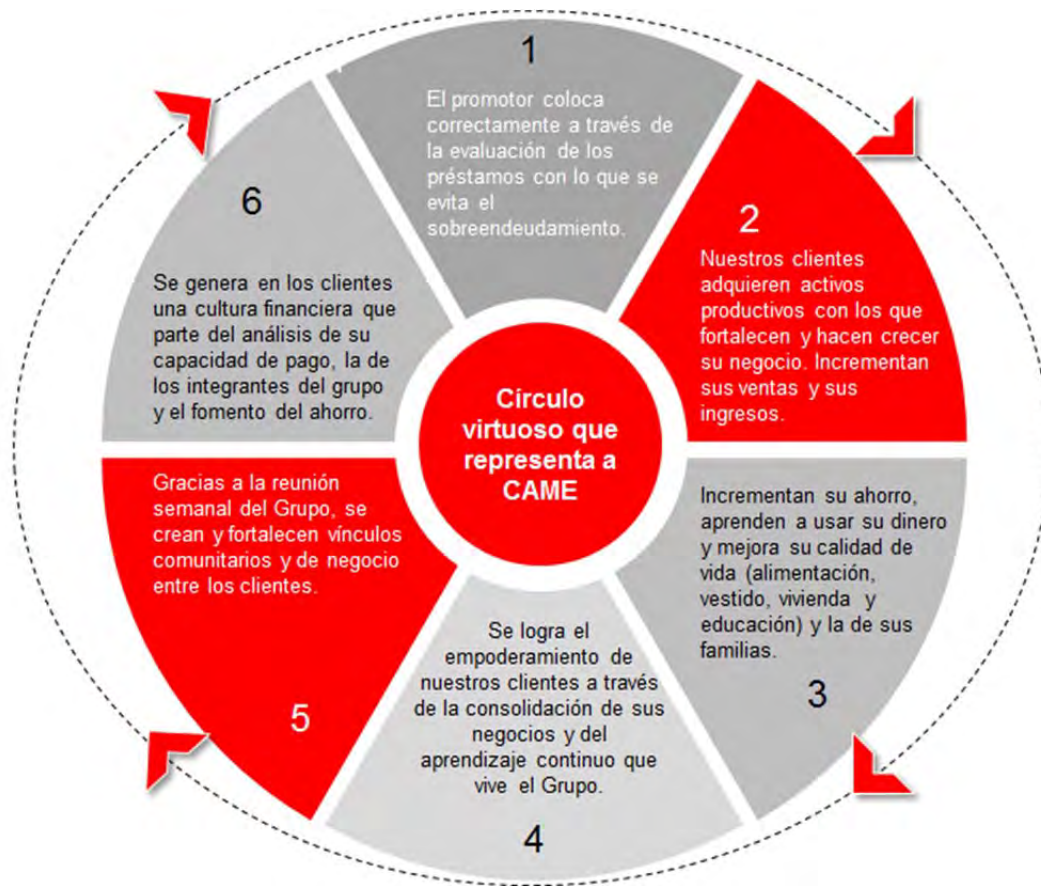 1
El promotor coloca
correctamente a través de
la evaluación de los
préstamos con lo que se
evita el
sobreendeudamiento.
2
Nuestros clientes
adquieren activos
productivos con los que
fortalecen y hacen crecer
su negocio. Incrementan
sus ventas y sus
ingresos.
Incrementan su ahorro,
aprenden a usar su dinero
y mejora su calidad de
vida (alimentación,
vestido, vivienda y
educación) y la de sus
familias.
3
Se logra el
empoderamiento de
nuestros clientes a través
de la consolidación de sus
negocios y del
aprendizaje continuo que
vive el Grupo.
4
Gracias a la reunión
semanal del Grupo, se
crean y fortalecen vínculos
comunitarios y de negocio
entre los clientes.
5
6
Se genera en los clientes
una cultura financiera que
parte del análisis de su
capacidad de pago, la de
los integrantes del grupo
y el fomento del ahorro.
Círculo
virtuoso que
representa a
CAME